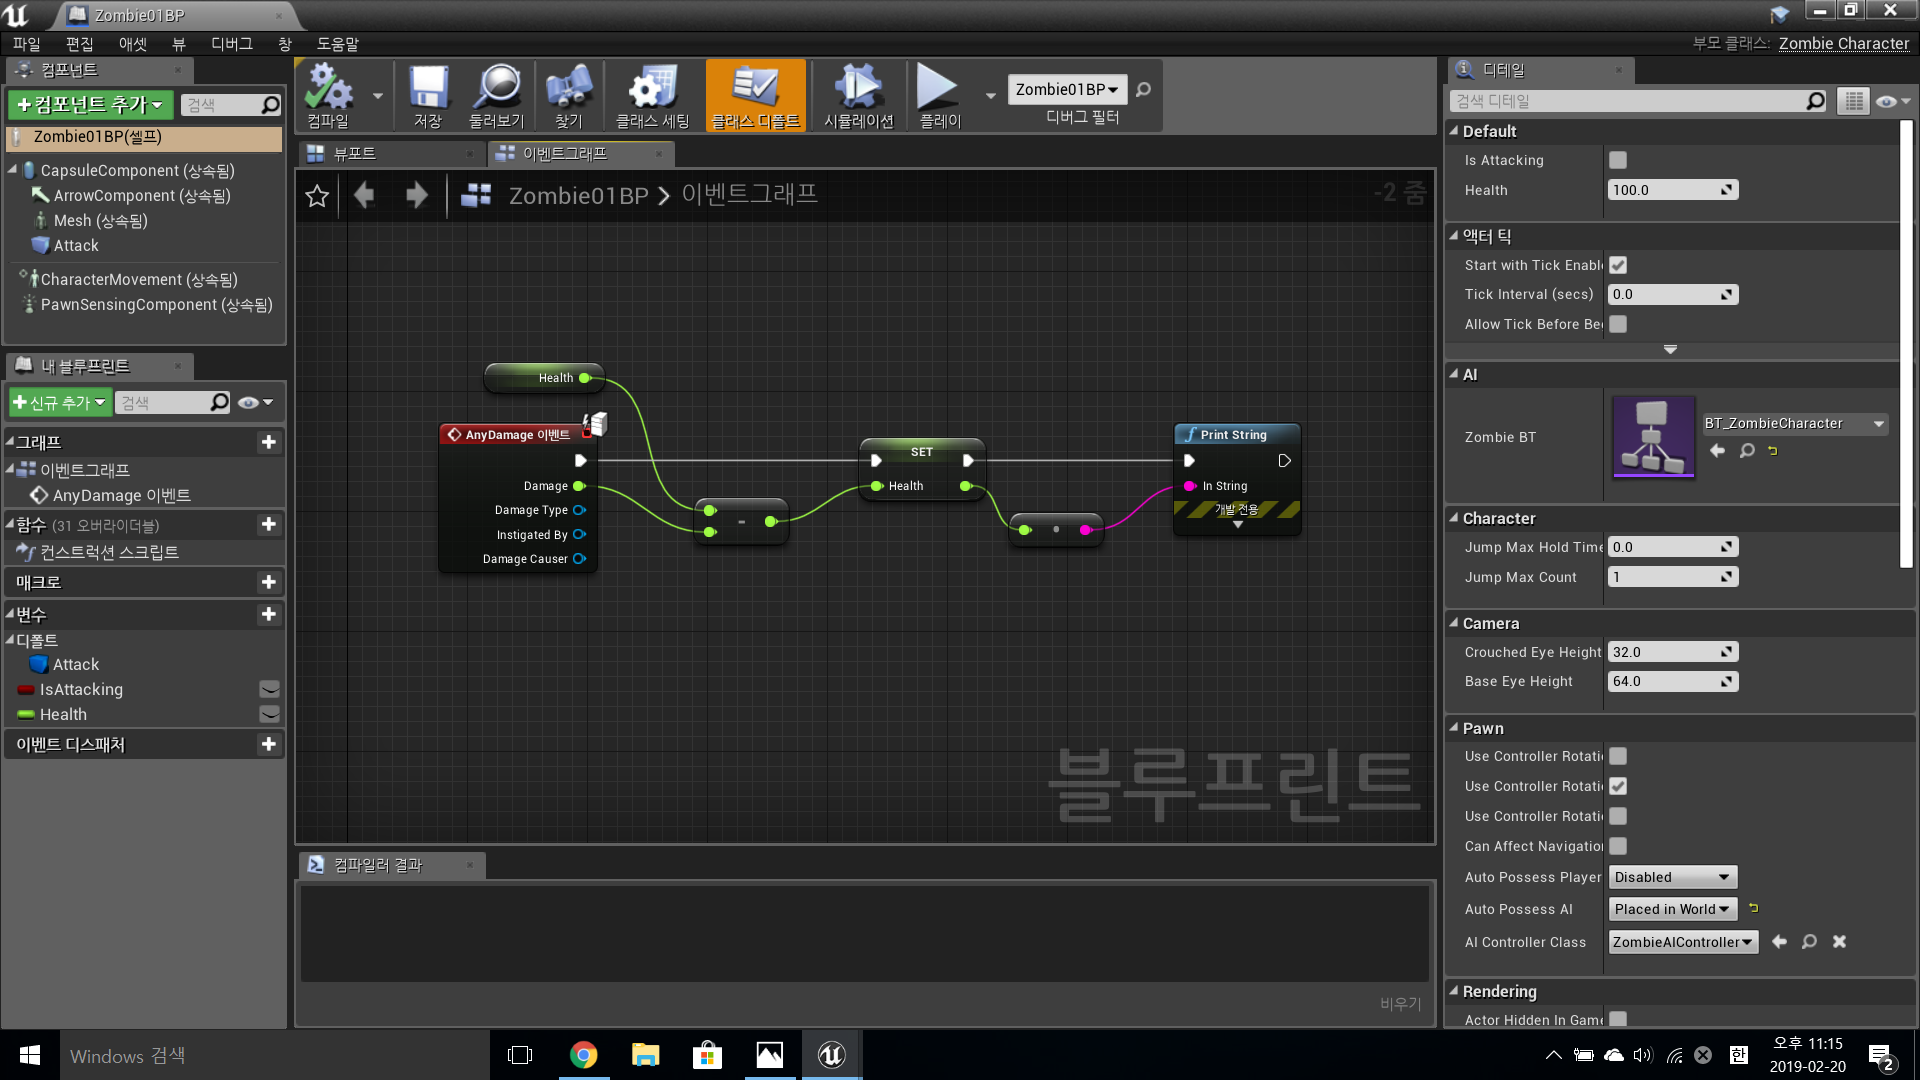 Zombie01BP
파일 편집 애셋 뷰 디버그 창 도움말
부모 클래스: Zombie Character
컴포넌트
+컴포넌트 추가
검색
Zombie01BP(셀프)
CapsuleComponent (상속됨)
ArrowComponent (상속됨)
Mesh (상속됨)
Attack
CharacterMovement (상속됨)
PawnSensingComponent (상속됨)
내 블루프린트
+신규 추가
검색
그래프
이벤트그래프
AnyDamage 이벤트
함수 (31 오버라이더블)
컨스트럭션 스크립트
매크로
변수
디폴트
Attack
IsAttacking
Health
이벤트 디스패처
컴파일
저장
둘러보기
찾기
클래스 세팅
클래스 디폴트
시뮬레이션
플레이
Zombie01BP
디버그 필터
뷰포트
이벤트그래프
Zombie01BP > 이벤트그래프
-2 줌
Health
AnyDamage 이벤트
Damage
Damage Type
Instigated By
Damage Causer
-
SET
Health
Print String
In String
개발 전용
블루프린트
컴파일러 결과
비우기
디테일
검색 디테일
Default
Is Attacking
Health 100.0
액터 틱
Start with Tick Enabl
Tick Interval (secs) 0.0
Allow Tick Before Be
AI
Zombie BT
BT_ZombieCharacter
Character
Jump Max Hold Time 0.0
Jump Max Count 1
Camera
Crouched Eye Height 32.0
Base Eye Height 64.0
Pawn
Use Controller Rotati
Use Controller Rotati
Use Controller Rotati
Can Affect Navigation
Auto Possess Player Disabled
Auto Possess AI Placed in World
AI Controller Class ZombieAIController
Rendering
Actor Hidden In Game
Windows 검색
한
오후 11:15
2019-02-20
2